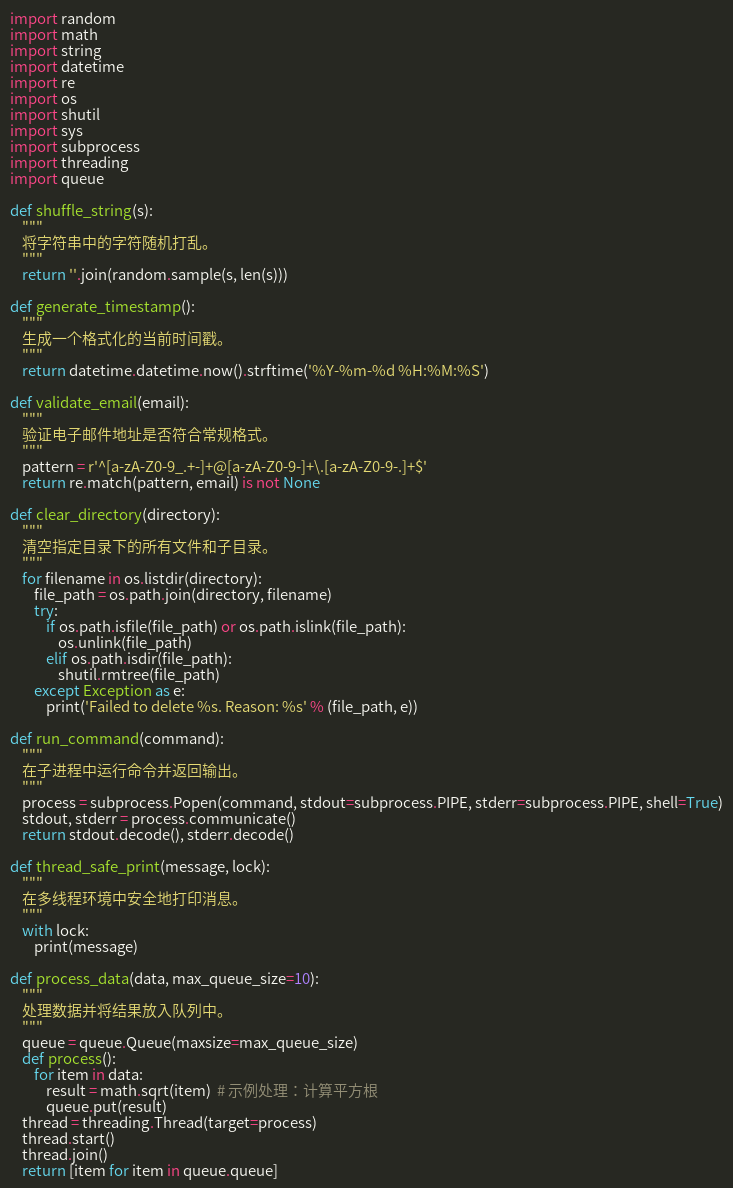 import random
import math
import string
import datetime
import re
import os
import shutil
import sys
import subprocess
import threading
import queue

def shuffle_string(s):
    """
    将字符串中的字符随机打乱。
    """
    return ''.join(random.sample(s, len(s)))

def generate_timestamp():
    """
    生成一个格式化的当前时间戳。
    """
    return datetime.datetime.now().strftime('%Y-%m-%d %H:%M:%S')

def validate_email(email):
    """
    验证电子邮件地址是否符合常规格式。
    """
    pattern = r'^[a-zA-Z0-9_.+-]+@[a-zA-Z0-9-]+\.[a-zA-Z0-9-.]+$'
    return re.match(pattern, email) is not None

def clear_directory(directory):
    """
    清空指定目录下的所有文件和子目录。
    """
    for filename in os.listdir(directory):
        file_path = os.path.join(directory, filename)
        try:
            if os.path.isfile(file_path) or os.path.islink(file_path):
                os.unlink(file_path)
            elif os.path.isdir(file_path):
                shutil.rmtree(file_path)
        except Exception as e:
            print('Failed to delete %s. Reason: %s' % (file_path, e))

def run_command(command):
    """
    在子进程中运行命令并返回输出。
    """
    process = subprocess.Popen(command, stdout=subprocess.PIPE, stderr=subprocess.PIPE, shell=True)
    stdout, stderr = process.communicate()
    return stdout.decode(), stderr.decode()

def thread_safe_print(message, lock):
    """
    在多线程环境中安全地打印消息。
    """
    with lock:
        print(message)

def process_data(data, max_queue_size=10):
    """
    处理数据并将结果放入队列中。
    """
    queue = queue.Queue(maxsize=max_queue_size)
    def process():
        for item in data:
            result = math.sqrt(item)  # 示例处理：计算平方根
            queue.put(result)
    thread = threading.Thread(target=process)
    thread.start()
    thread.join()
    return [item for item in queue.queue]